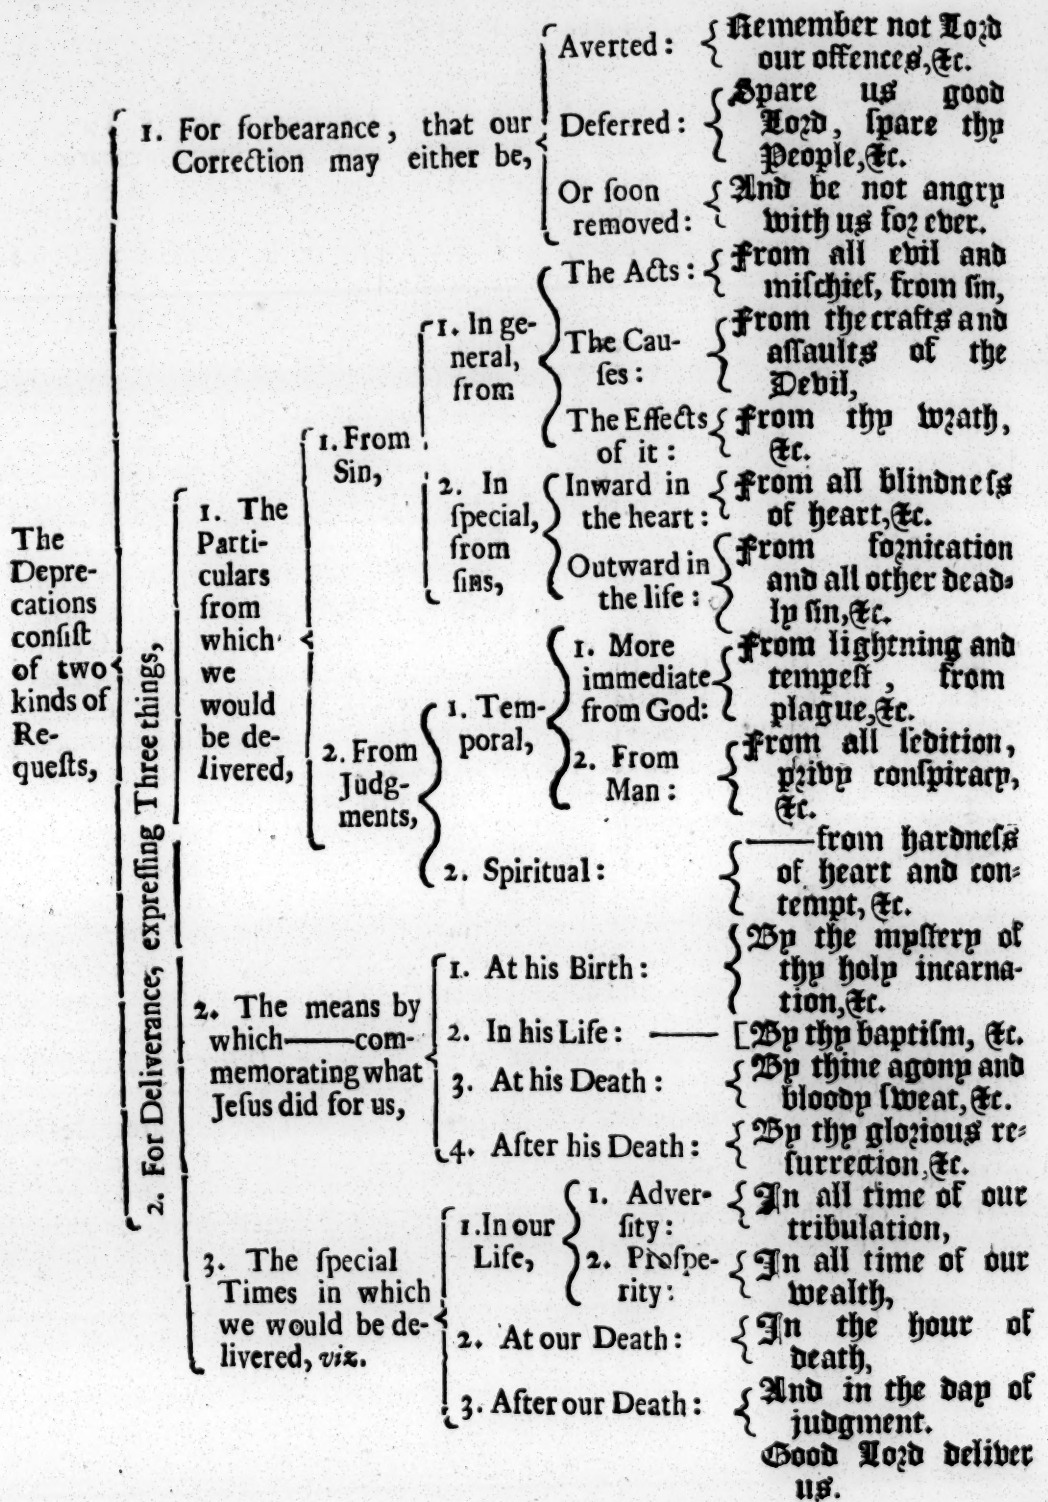 The
Depre-
cations
conſiſt
of two
kinds of
Re-
queſts,
1. For forbearance, that our
Correction may either be,
Averted:
Remember not Lord
our offences, &c.
Deferred:
Spare us good
Lord, ſpare thy
People, &c.
Or ſoon
removed:
And be not angry
with us for ever.
2. For Deliverance, expreſſing Three things,
1. The
Parti-
culars
from
which
we
would
be de-
livered,
1. From
Sin,
1. In ge-
neral,
from
The Acts:
From all evil and
miſchief, from ſin,
The Cau-
ſes:
From the crafts and
aſſaults of the
Devil,
The Effects
of it:
From thy wrath,
&c.
2. In
ſpecial,
from
ſins,
Inward in
the heart:
From all blindneſs
of heart, &c.
Outward in
the life:
From fornication
and all other dead-
ly ſin, &c.
2. From
Judg-
ments,
1. Tem-
poral,
1. More
immediate
from God:
From lightning and
tempeſt, from
plague, &c.
2. From
Man:
From all ſedition,
privy conſpiracy,
&c.
2. Spiritual:
——from hardneſs
of heart and con-
tempt, &c.
2. The means by
which——com-
memorating what
Jeſus did for us,
1. At his Birth:
By the myſtery of
thy holy incarna-
tion, &c.
2. In his Life: ——
[By thy baptiſm, &c.
3. At his Death:
By thine agony and
bloody ſweat, &c.
4. After his Death:
By thy glorious re-
ſurrection, &c.
3. The ſpecial
Times in which
we would be de-
livered, viz.
1. In our
Life,
1. Adver-
ſity:
In all time of our
tribulation,
2. Proſpe-
rity:
In all time of our
wealth,
2. At our Death:
In the hour of
death,
3. After our Death:
And in the day of
judgment.
Good Lord deliver
us.